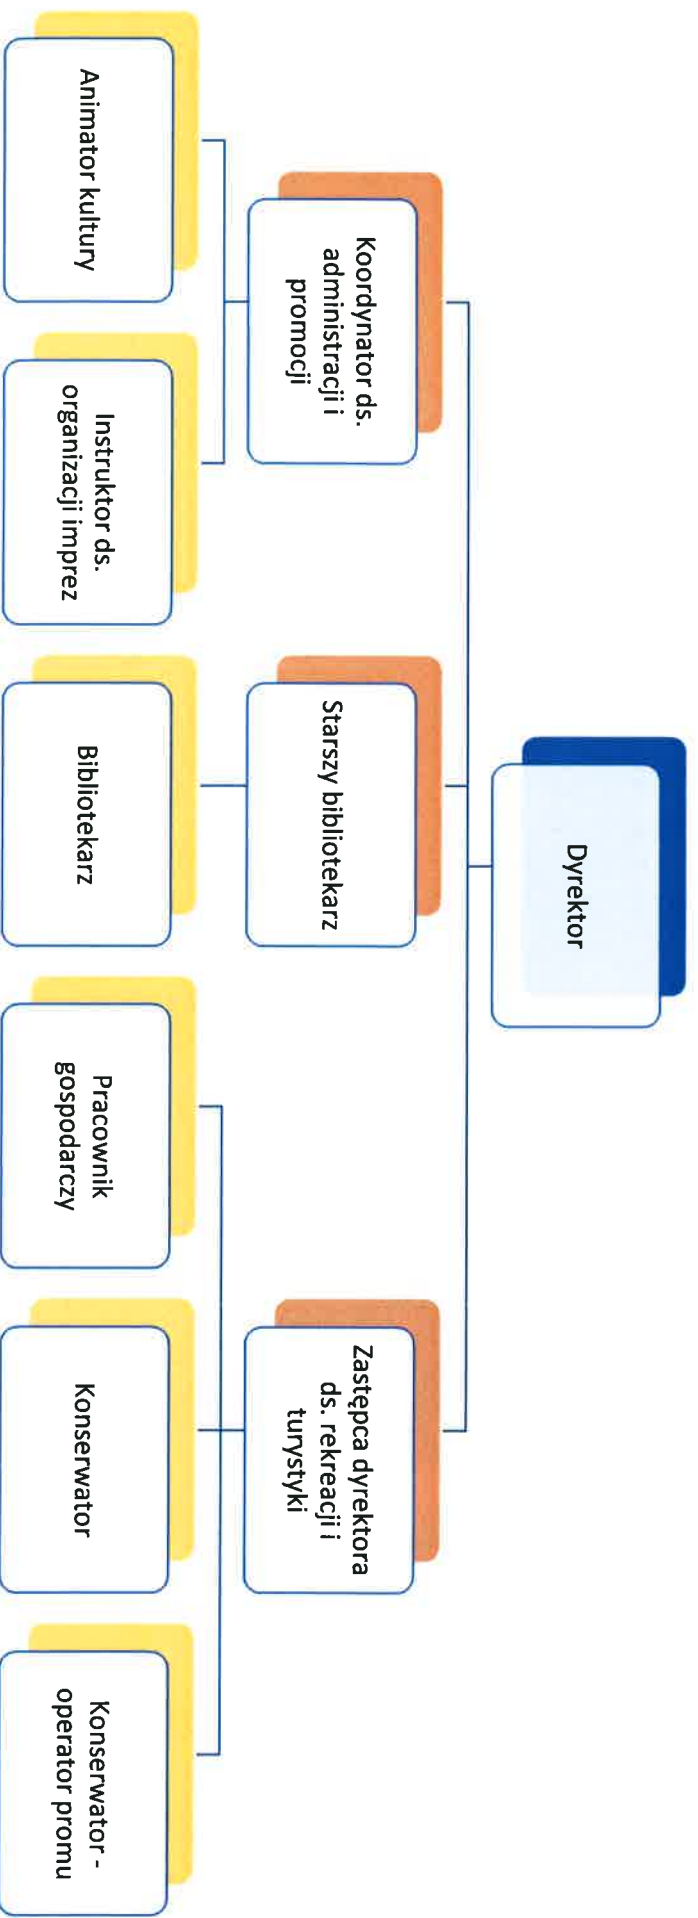 Dyrektor
Koordynator ds.
administracji i
promocji
Starszy bibliotekarz
Zastępca dyrektora
ds. rekreacji i
turystyki
Animator kultury
Instruktor ds.
organizacji imprez
Bibliotekarz
Pracownik
gospodarczy
Konserwator
Konserwator -
operator promu